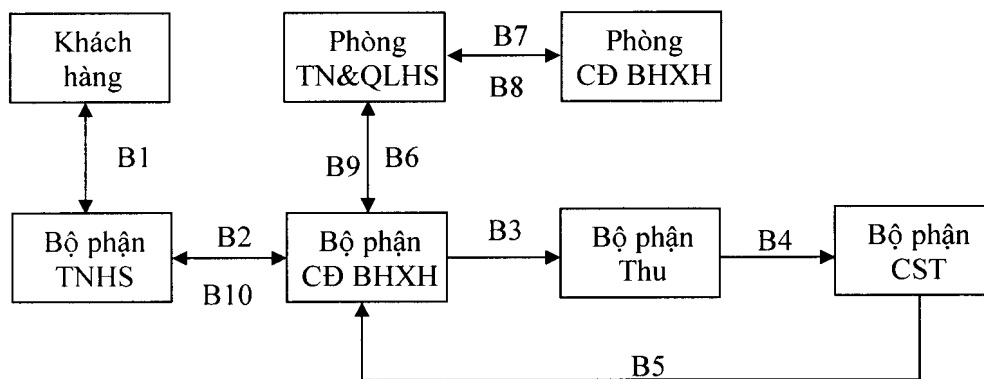 Khách
hàng
Phòng
TN&QLHS
B7
B8
Phòng
CĐ BHXH
B1
B9
B6
Bộ phận
TNHS
B2
B10
Bộ phận
CĐ BHXH
B3
Bộ phận
Thu
B4
Bộ phận
CST
B5